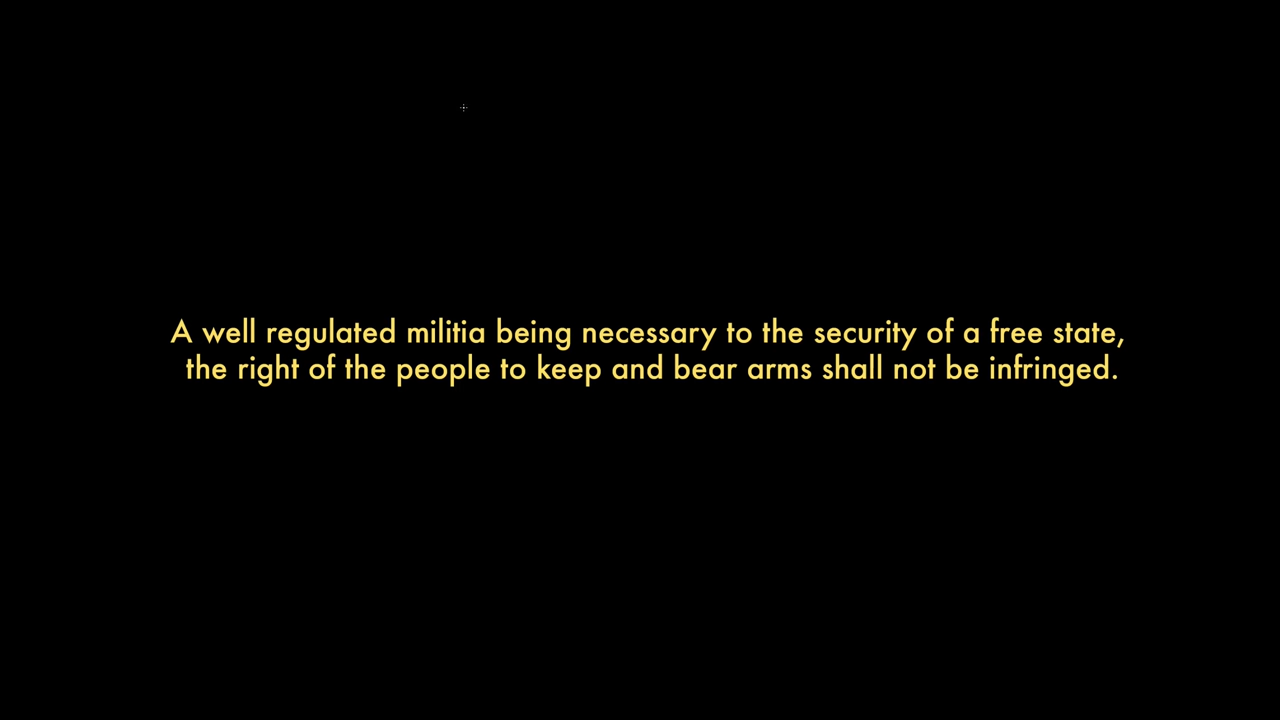 A well regulated militia being necessary to the security of a free state,
the right of the people to keep and bear arms shall not be infringed.